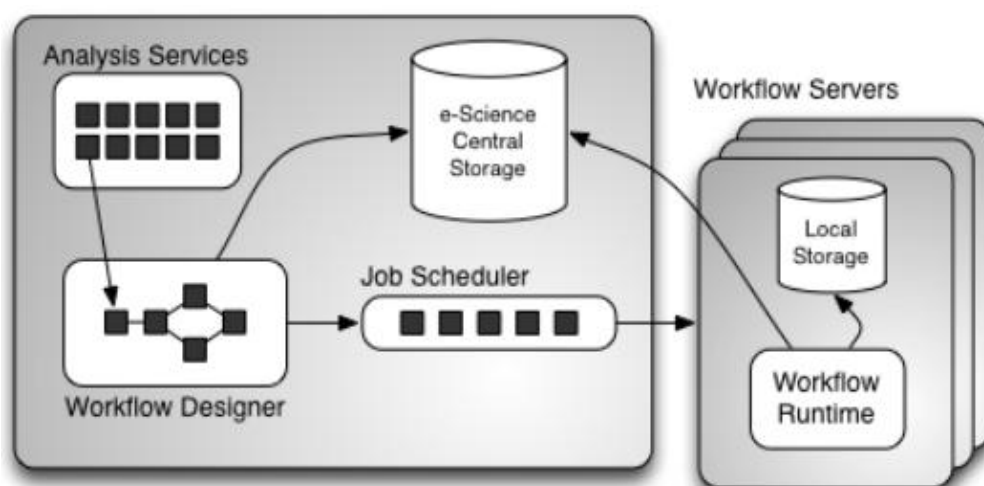 Analysis Services
e-Science
Central
Storage
Workflow Servers
Local
Storage
Job Scheduler
Workflow
Runtime
Workflow Designer